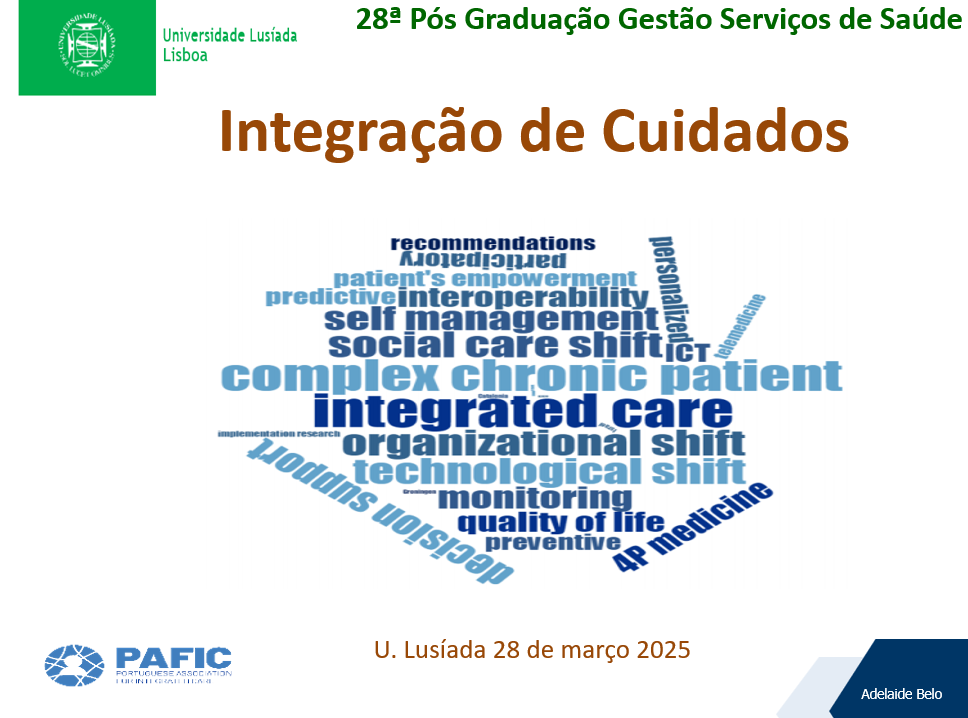 28ª Pós Graduação Gestão Serviços de Saúde
Universidade Lusíada
Lisboa
Integração de Cuidados
recommendations
participatory
personalized
patient's empowerment
predictive
interoperability
telemedicine
self management
social care shift
ICT
complex chronic patient
Catalonia
integrated care
implementation research
organizational shift
decision support
technological shift
Groningen
monitoring
4P medicine
quality of life
preventive
U. Lusíada 28 de março 2025
PAFIC
PORTUGUESE ASSOCIATION
FOR INTEGRATED CARE
Adelaide Belo